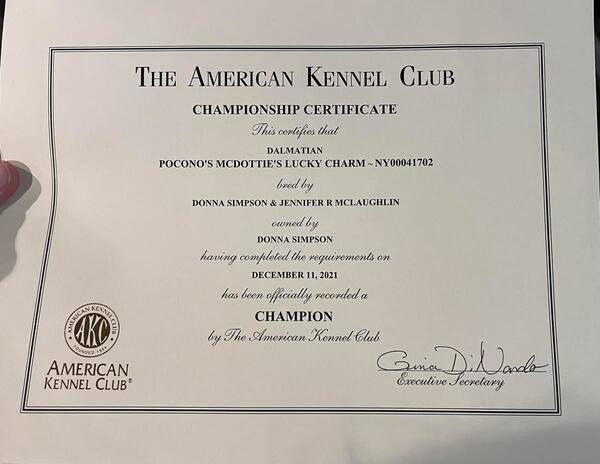 THE AMERICAN KENNEL CLUB
CHAMPIONSHIP CERTIFICATE
This certifies that
DALMATIAN
POCONO'S MCDOTTIE'S LUCKY CHARM ~ NY00041702
bred by
DONNA SIMPSON & JENNIFER R MCLAUGHLIN
owned by
DONNA SIMPSON
having completed the requirements on
DECEMBER 11, 2021
has been officially recorded a
CHAMPION
by The American Kennel Club
AMERICAN KENNEL CLUB
AKC
FOUNDED 1884
AMERICAN
KENNEL CLUB®
Gina DiNardo
Executive Secretary